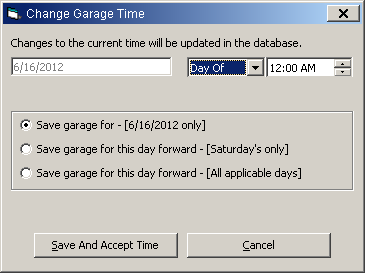 Change Garage Time
Changes to the current time will be updated in the database.
6/16/2012 Day Of 12:00 AM
Save garage for - [6/16/2012 only]
Save garage for this day forward - [Saturday's only]
Save garage for this day forward - [All applicable days]
Save And Accept Time Cancel